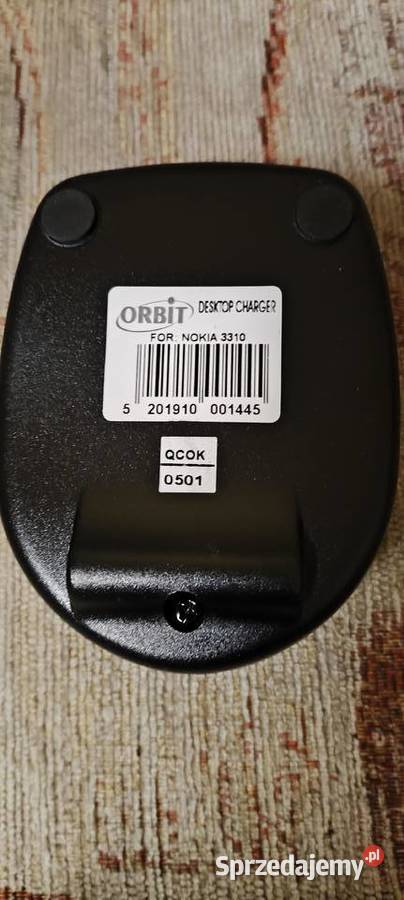 ORBiT DESKTOP CHARGER
FOR: NOKIA 3310
5 201910 001445
QCOK
0501
Sprzedajemy.pl